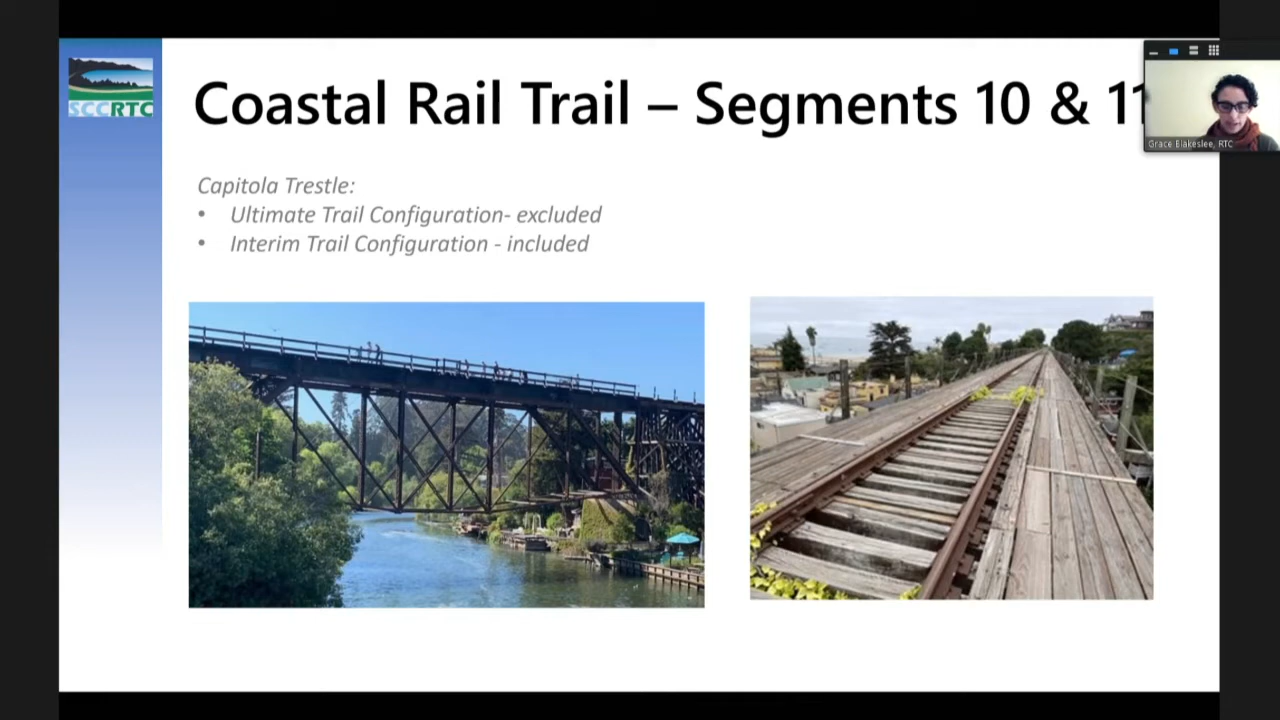 SCCRTC
Coastal Rail Trail – Segments 10 & 11
Grace Blakeslee, RTC
Capitola Trestle:
• Ultimate Trail Configuration- excluded
• Interim Trail Configuration - included